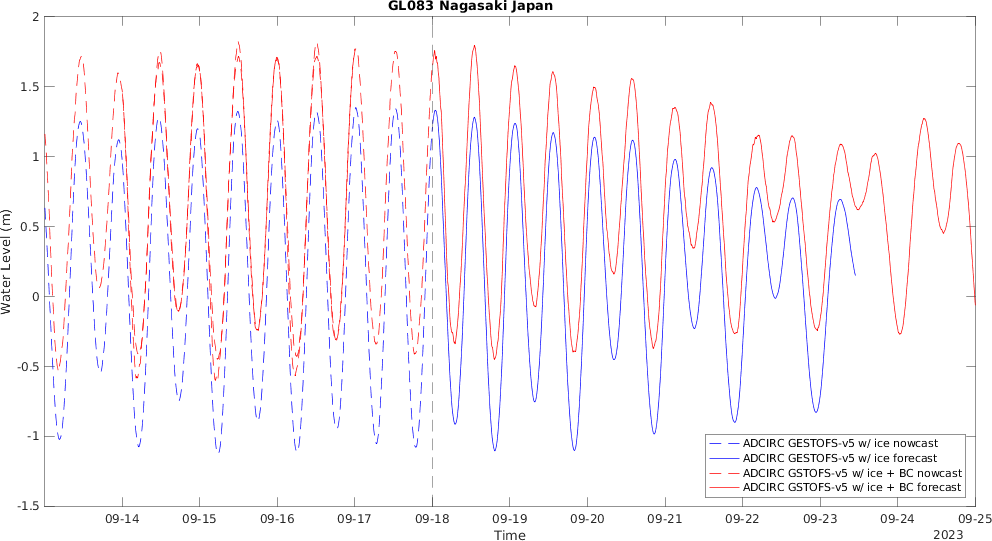 GL083 Nagasaki Japan
2
1.5
1
0.5
0
-0.5
-1
-1.5
Water Level (m)
ADCIRC GESTOFS-v5 w/ ice nowcast
ADCIRC GESTOFS-v5 w/ ice forecast
ADCIRC GSTOFS-v5 w/ ice + BC nowcast
ADCIRC GSTOFS-v5 w/ ice + BC forecast
09-14 09-15 09-16 09-17 09-18 09-19 09-20 09-21 09-22 09-23 09-24 09-25
Time
2023